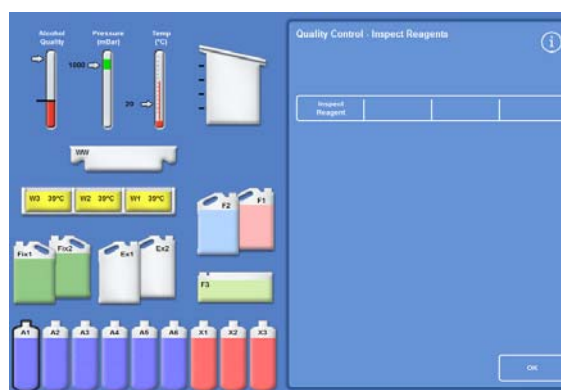 Alcohol Quality
Pressure (mBar)
Temp (°C)
1000
20
WW
W3 39°C
W2 39°C
W1 39°C
F2
F1
Fix1
Fix2
Ex1
Ex2
F3
A1
A2
A3
A4
A5
A6
X1
X2
X3
Quality Control - Inspect Reagents
i
Inspect
Reagent
OK